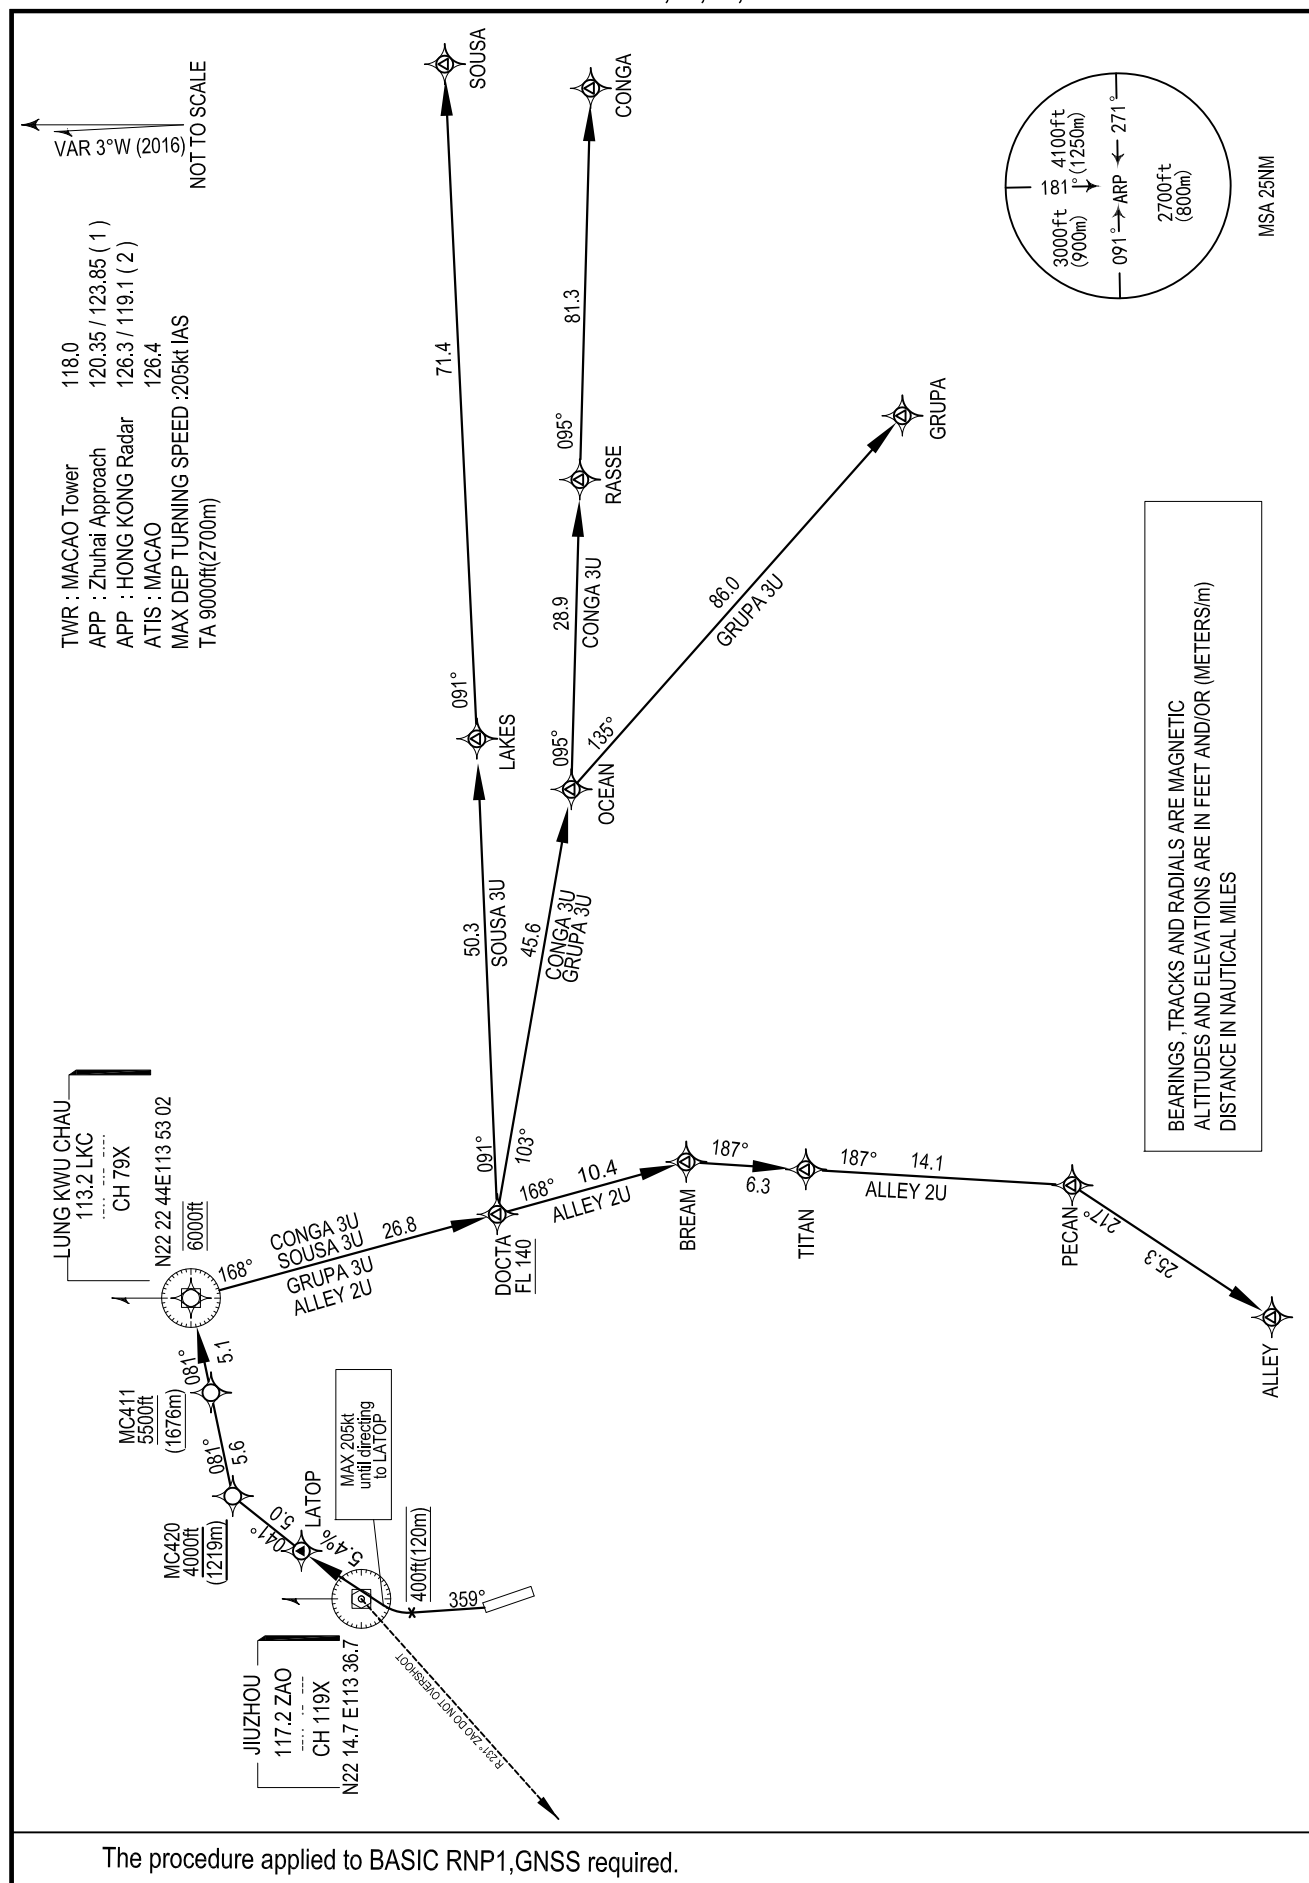 VAR 3°W (2016)
NOT TO SCALE
TWR : MACAO Tower 118.0
APP : Zhuhai Approach 120.35 / 123.85 ( 1 )
APP : HONG KONG Radar 126.3 / 119.1 ( 2 )
ATIS : MACAO 126.4
MAX DEP TURNING SPEED :205kt IAS
TA 9000ft(2700m)
SOUSA
CONGA
71.4
81.3
095°
RASSE
GRUPA
091°
LAKES
28.9
CONGA 3U
86.0
GRUPA 3U
095°
135°
OCEAN
50.3
SOUSA 3U
45.6
CONGA 3U
GRUPA 3U
091°
103°
LUNG KWU CHAU
113.2 LKC
CH 79X
N22 22 44E113 53 02
6000ft
168°
CONGA 3U
SOUSA 3U
26.8
GRUPA 3U
ALLEY 2U
DOCTA
FL 140
168°
10.4
ALLEY 2U
BREAM
187°
6.3
TITAN
187°
14.1
ALLEY 2U
PECAN
217°
25.3
ALLEY
081°
5.1
MC411
5500ft
(1676m)
081°
5.6
MC420
4000ft
(1219m)
041°
5.0
LATOP
5.4%
MAX 205kt
until directing
to LATOP
400ft(120m)
359°
JIUZHOU
117.2 ZAO
CH 119X
N22 14.7 E113 36.7
R 231° ZAO DO NOT OVERSHOOT
3000ft
(900m)
181°
4100ft
(1250m)
091°
ARP
271°
2700ft
(800m)
MSA 25NM
BEARINGS ,TRACKS AND RADIALS ARE MAGNETIC
ALTITUDES AND ELEVATIONS ARE IN FEET AND/OR (METERS/m)
DISTANCE IN NAUTICAL MILES
The procedure applied to BASIC RNP1,GNSS required.